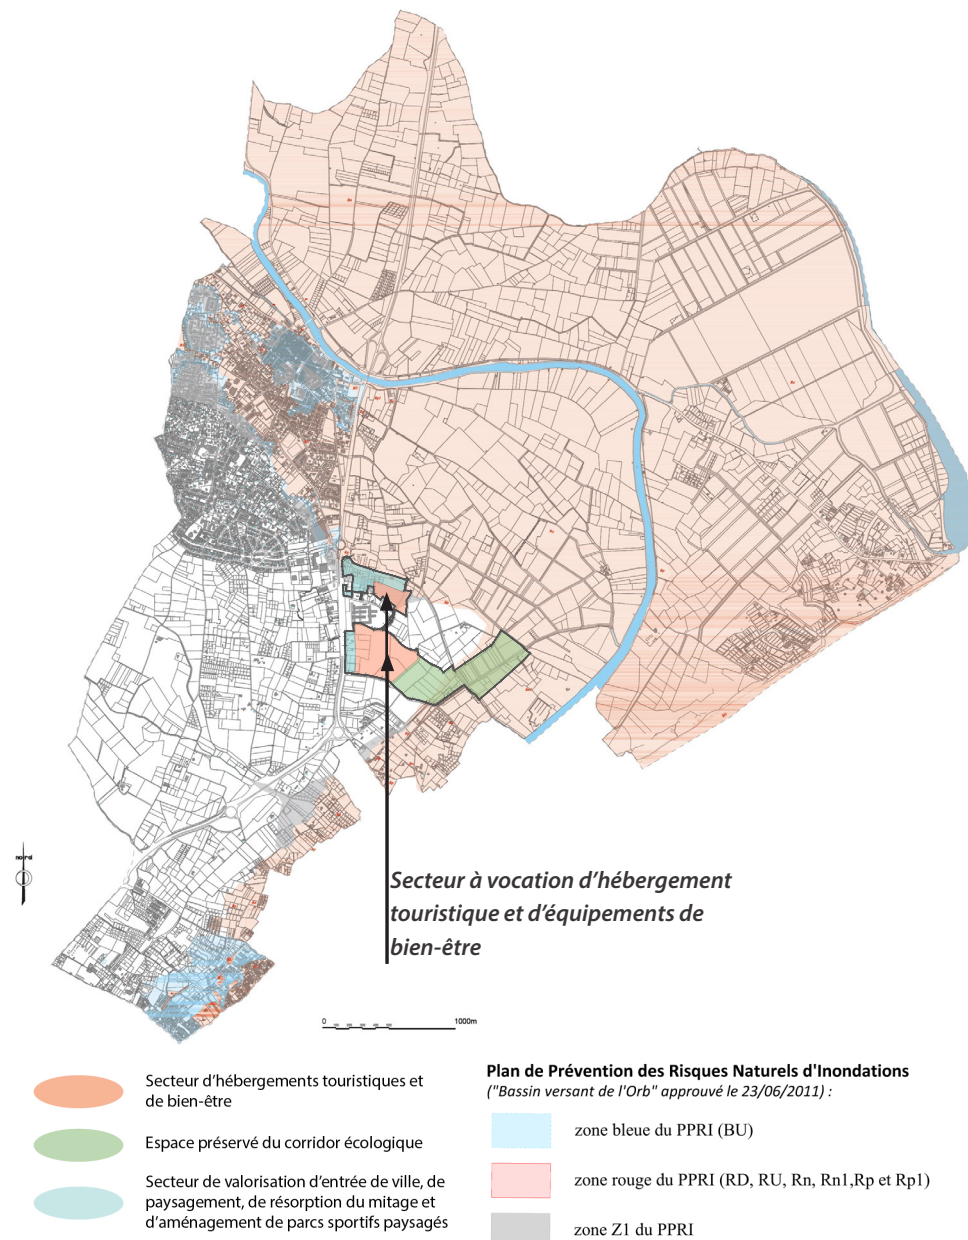 Secteur à vocation d’hébergement
touristique et d’équipements de
bien-être
0
1000m
Secteur d’hébergements touristiques et
de bien-être
Espace préservé du corridor écologique
Secteur de valorisation d’entrée de ville, de
paysagement, de résorption du mitage et
d’aménagement de parcs sportifs paysagés
Plan de Prévention des Risques Naturels d'Inondations
("Bassin versant de l'Orb" approuvé le 23/06/2011) :
zone bleue du PPRI (BU)
zone rouge du PPRI (RD, RU, Rn, Rn1,Rp et Rp1)
zone Z1 du PPRI